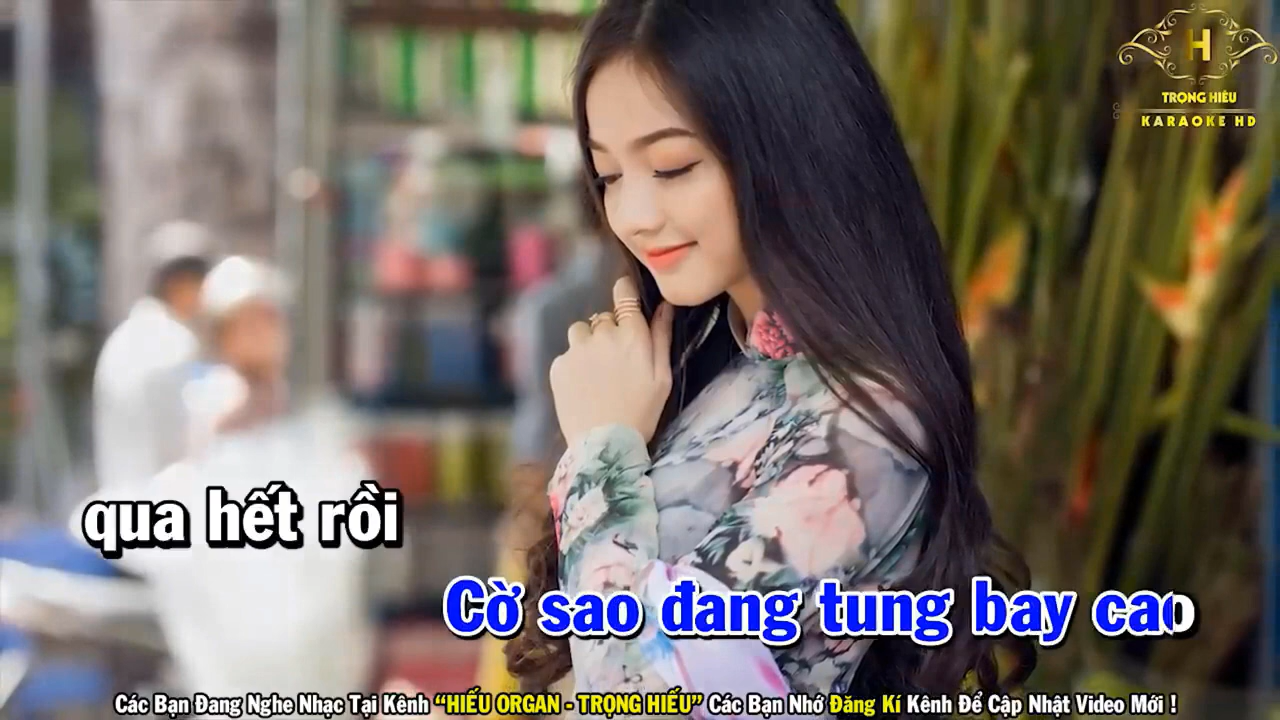 H
TRỌNG HIẾU
KARAOKE HD
qua hết rồi
Cờ sao đang tung bay cao
Các Bạn Đang Nghe Nhạc Tại Kênh “HIẾU ORGAN - TRỌNG HIẾU” Các Bạn Nhớ Đăng Kí Kênh Để Cập Nhật Video Mới !